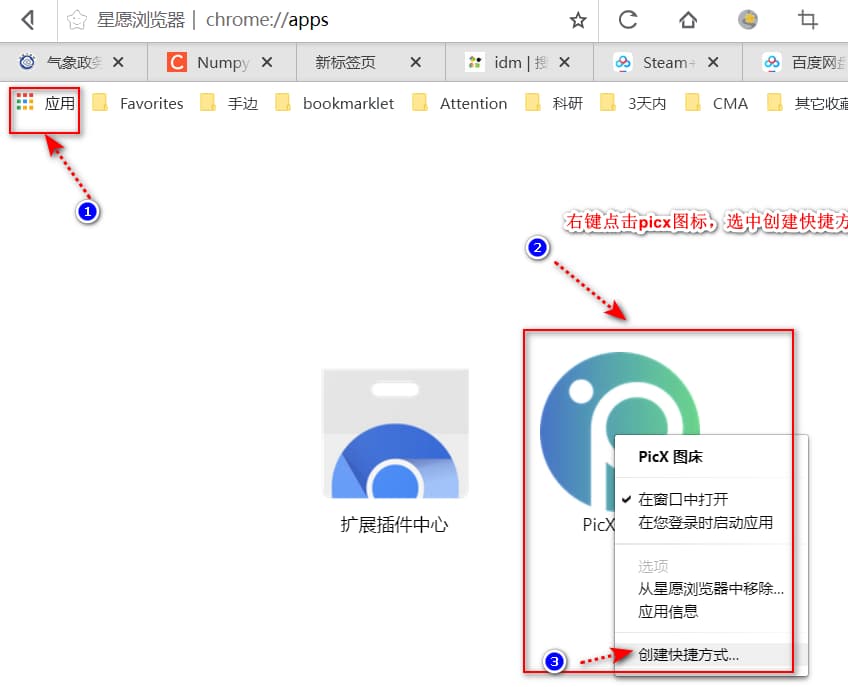 星愿浏览器 | chrome://apps
气象政务 Numpy 新标签页 idm | 搜 Steam+ 百度网盘
应用 Favorites 手边 bookmarklet Attention 科研 3天内 CMA 其它收藏
1
右键点击picx图标，选中创建快捷方
2
扩展插件中心
PicX
PicX 图床
在窗口中打开
在您登录时启动应用
选项
从星愿浏览器中移除...
应用信息
3
创建快捷方式...